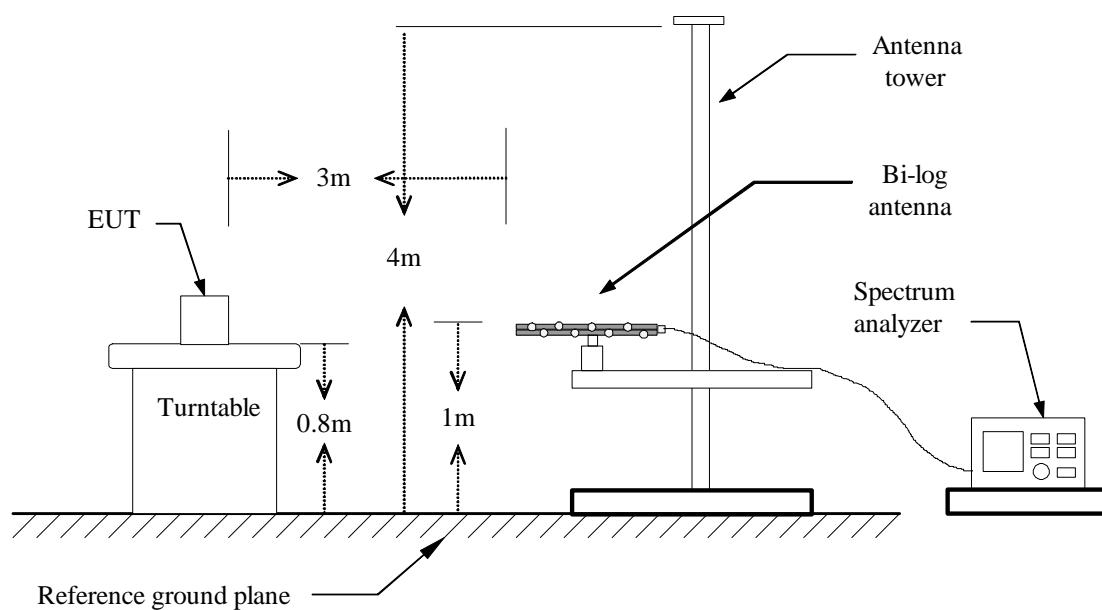 Antenna
tower
3m
Bi-log
antenna
EUT
4m
Spectrum
analyzer
Turntable
0.8m
1m
Reference ground plane